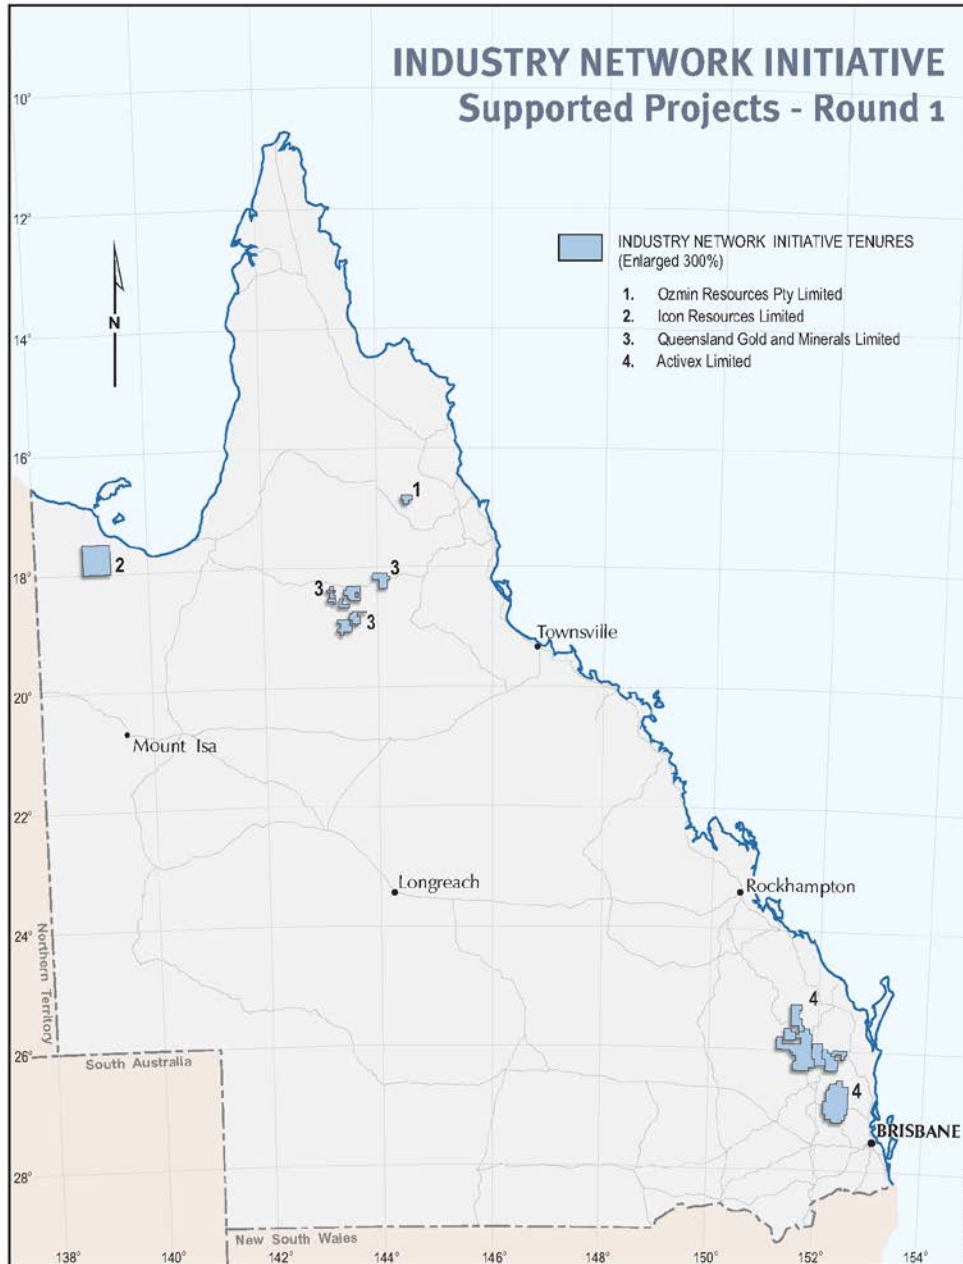 INDUSTRY NETWORK INITIATIVE
Supported Projects - Round 1
10°
12°
INDUSTRY NETWORK INITIATIVE TENURES
(Enlarged 300%)
1. Ozmin Resources Pty Limited
2. Icon Resources Limited
3. Queensland Gold and Minerals Limited
4. Activex Limited
N
14°
16°
1
2
18°
3
3
3
Townsville
20°
Mount Isa
22°
Longreach
Rockhampton
24°
Northern Territory
4
26°
South Australia
4
BRISBANE
28°
New South Wales
138°
140°
142°
144°
146°
148°
150°
152°
154°